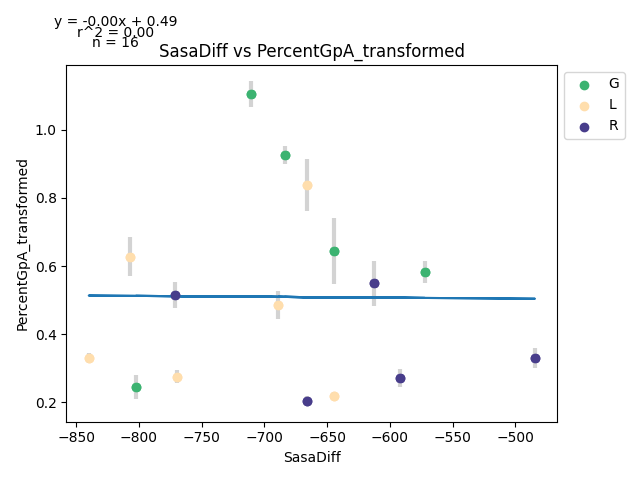 y = -0.00x + 0.49
r^2 = 0.00
n = 16
SasaDiff vs PercentGpA_transformed
G
L
R
1.0
0.8
0.6
0.4
0.2
PercentGpA_transformed
−850
−800
−750
−700
−650
−600
−550
−500
SasaDiff